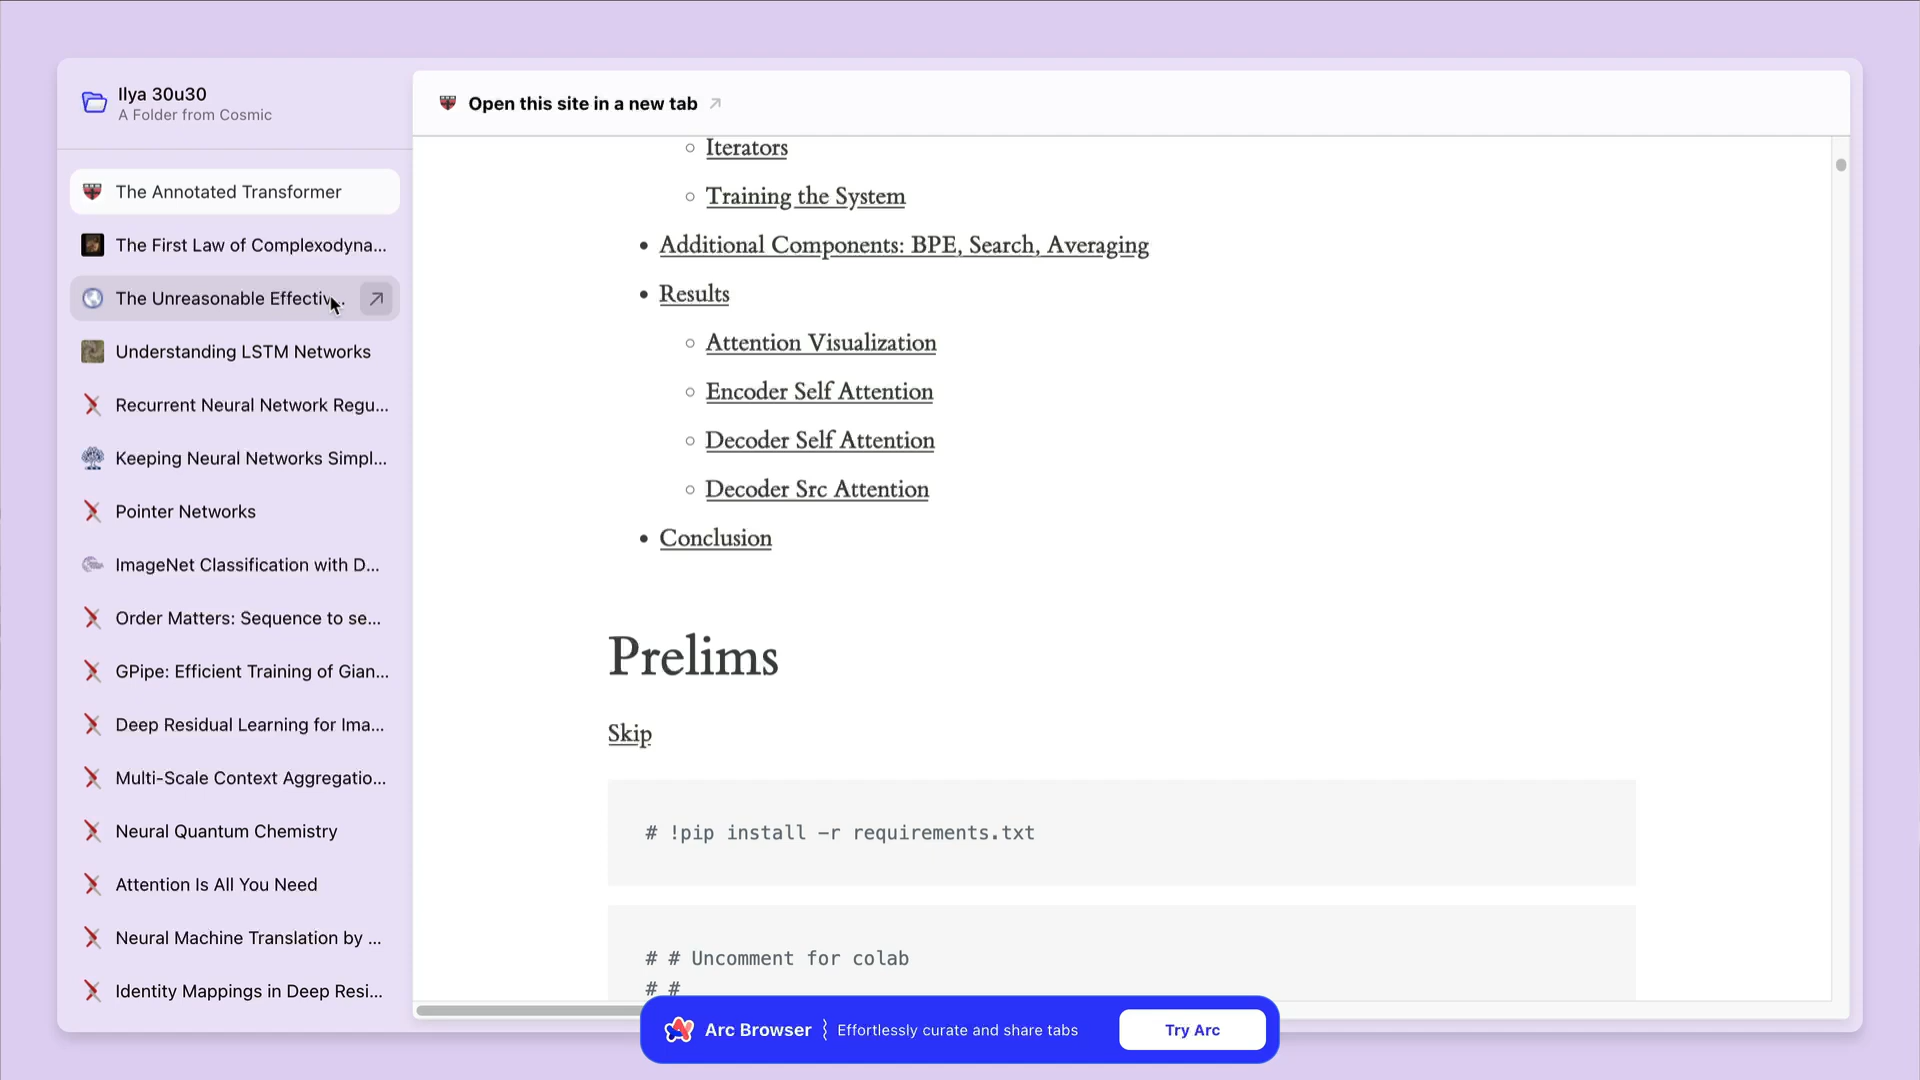 Ilya 30u30
A Folder from Cosmic
The Annotated Transformer
The First Law of Complexodyna...
The Unreasonable Effectiv...
Understanding LSTM Networks
Recurrent Neural Network Regu...
Keeping Neural Networks Simpl...
Pointer Networks
ImageNet Classification with D...
Order Matters: Sequence to se...
GPipe: Efficient Training of Gian...
Deep Residual Learning for Ima...
Multi-Scale Context Aggregatio...
Neural Quantum Chemistry
Attention Is All You Need
Neural Machine Translation by ...
Identity Mappings in Deep Resi...
Open this site in a new tab
Iterators
Training the System
Additional Components: BPE, Search, Averaging
Results
Attention Visualization
Encoder Self Attention
Decoder Self Attention
Decoder Src Attention
Conclusion
Prelims
Skip
# !pip install -r requirements.txt
# # Uncomment for colab
# #
Arc Browser
Effortlessly curate and share tabs
Try Arc